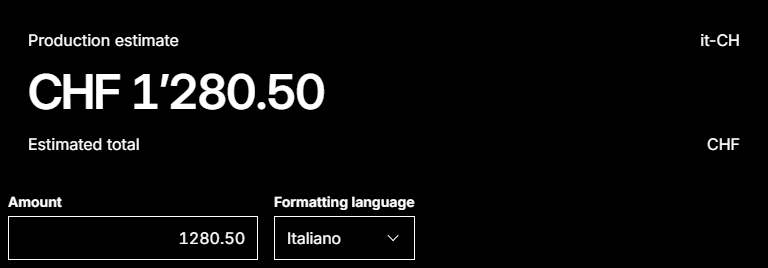 Production estimate it-CH
CHF 1’280.50
Estimated total CHF
Amount Formatting language
1280.50 Italiano